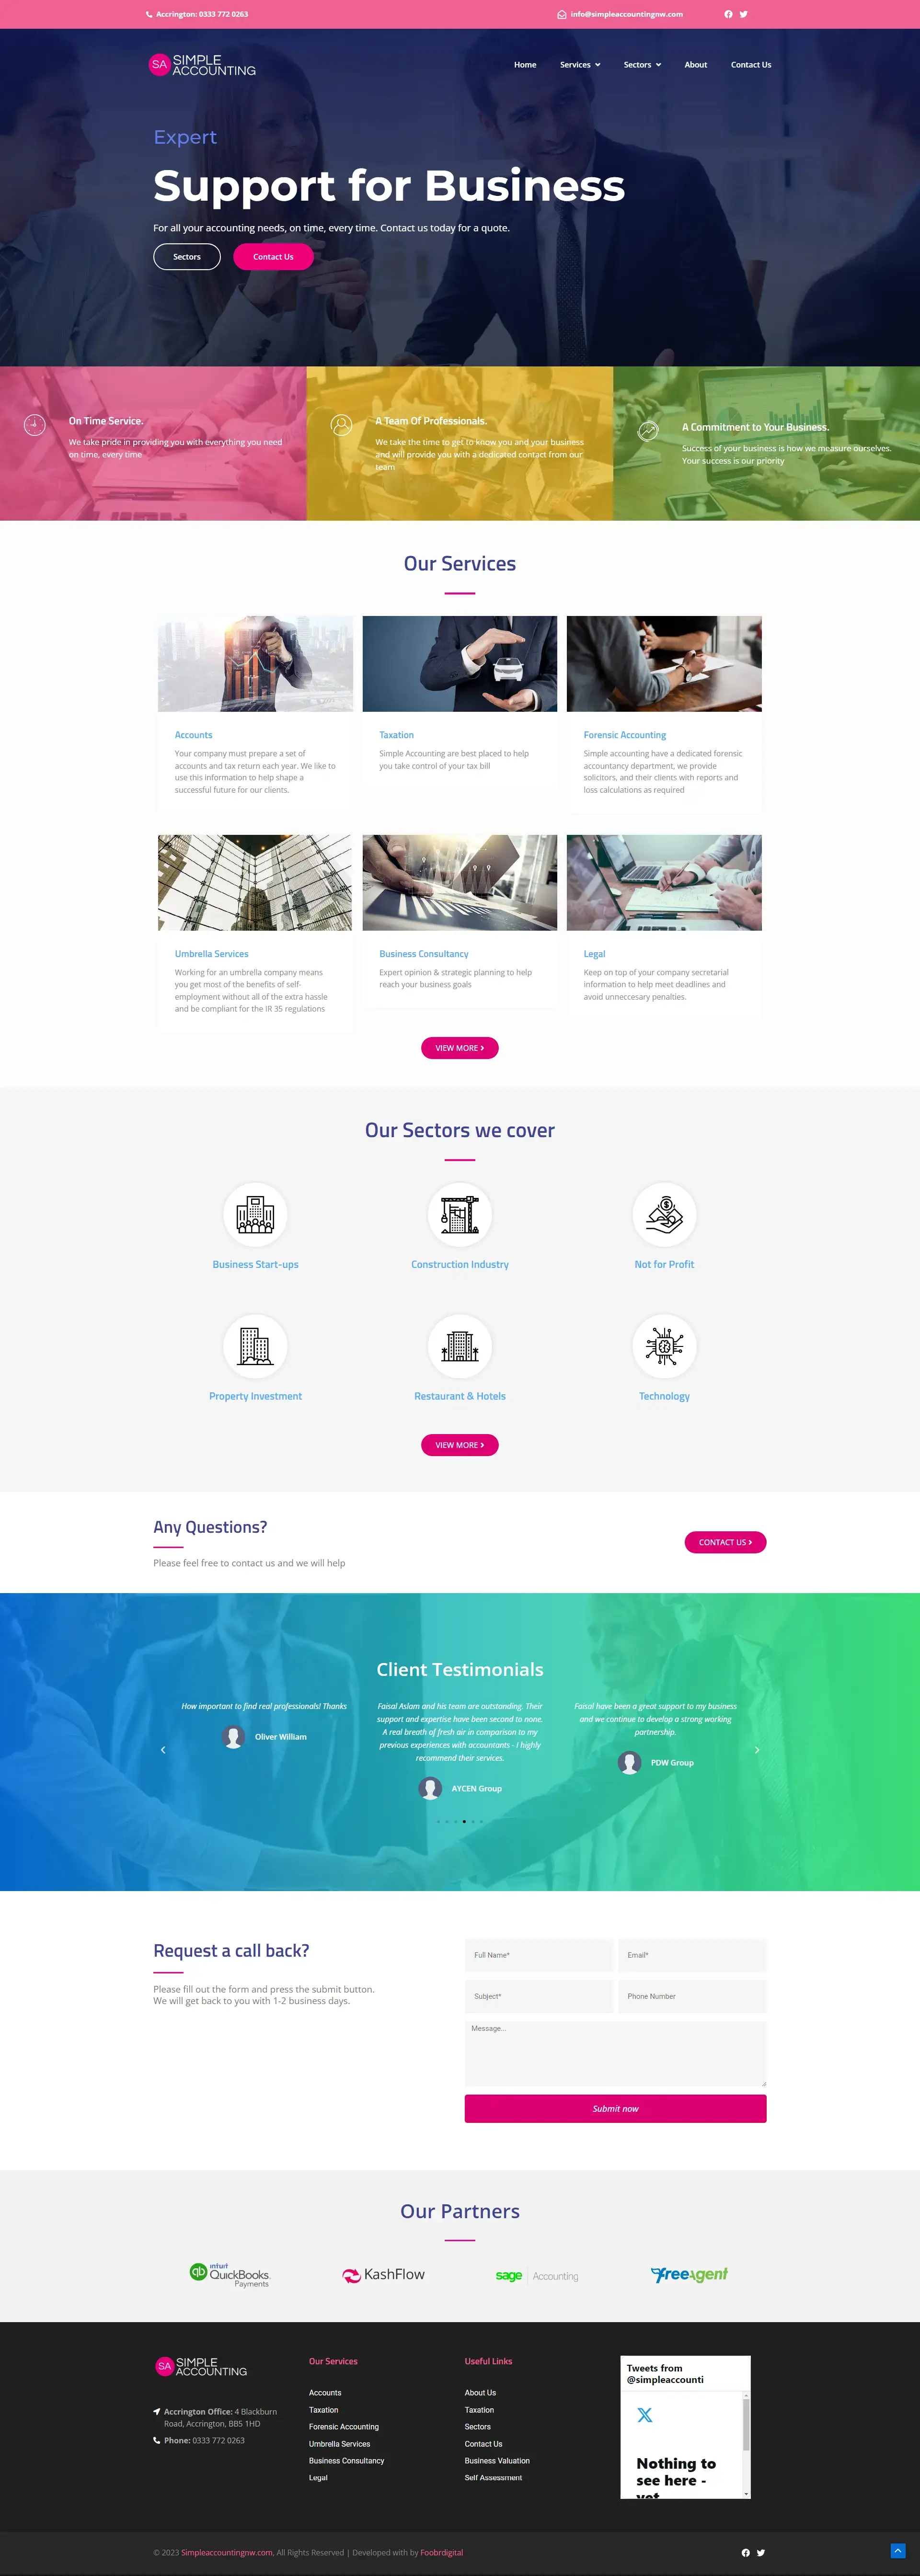 Accrington: 0333 772 0263
info@simpleaccountingnw.com
SA SIMPLE
ACCOUNTING
Home Services Sectors About Contact Us
Expert
Support for Business
For all your accounting needs, on time, every time. Contact us today for a quote.
Sectors Contact Us
On Time Service.
We take pride in providing you with everything you need
on time, every time
A Team Of Professionals.
We take the time to get to know you and your business
and will provide you with a dedicated contact from our
team
A Commitment to Your Business.
Success of your business is how we measure ourselves.
Your success is our priority
Our Services
Accounts
Your company must prepare a set of
accounts and tax return each year. We like to
use this information to help shape a
successful future for our clients.
Taxation
Simple Accounting are best placed to help
you take control of your tax bill
Forensic Accounting
Simple accounting have a dedicated forensic
accountancy department, we provide
solicitors, and their clients with reports and
loss calculations as required
Umbrella Services
Working for an umbrella company means
you get most of the benefits of self-
employment without all of the extra hassle
and be compliant for the IR 35 regulations
Business Consultancy
Expert opinion & strategic planning to help
reach your business goals
Legal
Keep on top of your company secretarial
information to help meet deadlines and
avoid unneccesary penalties.
VIEW MORE
Our Sectors we cover
Business Start-ups
Construction Industry
Not for Profit
Property Investment
Restaurant & Hotels
Technology
VIEW MORE
Any Questions?
Please feel free to contact us and we will help
CONTACT US
Client Testimonials
How important to find real professionals! Thanks
Oliver William
Faisal Aslam and his team are outstanding. Their
support and expertise have been second to none.
A real breath of fresh air in comparison to my
previous experiences with accountants - I highly
recommend their services.
AYCEN Group
Faisal have been a great support to my business
and we continue to develop a strong working
partnership.
PDW Group
Request a call back?
Please fill out the form and press the submit button.
We will get back to you with 1-2 business days.
Full Name*
Email*
Subject*
Phone Number
Message...
Submit now
Our Partners
qb intuit
QuickBooks.
Payments
KashFlow
sage Accounting
freeagent
SA SIMPLE
ACCOUNTING
Accrington Office: 4 Blackburn
Road, Accrington, BB5 1HD
Phone: 0333 772 0263
Our Services
Accounts
Taxation
Forensic Accounting
Umbrella Services
Business Consultancy
Legal
Useful Links
About Us
Taxation
Sectors
Contact Us
Business Valuation
Self Assessment
Tweets from
@simpleaccounti
Nothing to
see here -
yet
© 2023 Simpleaccountingnw.com, All Rights Reserved | Developed with by Foobrdigital